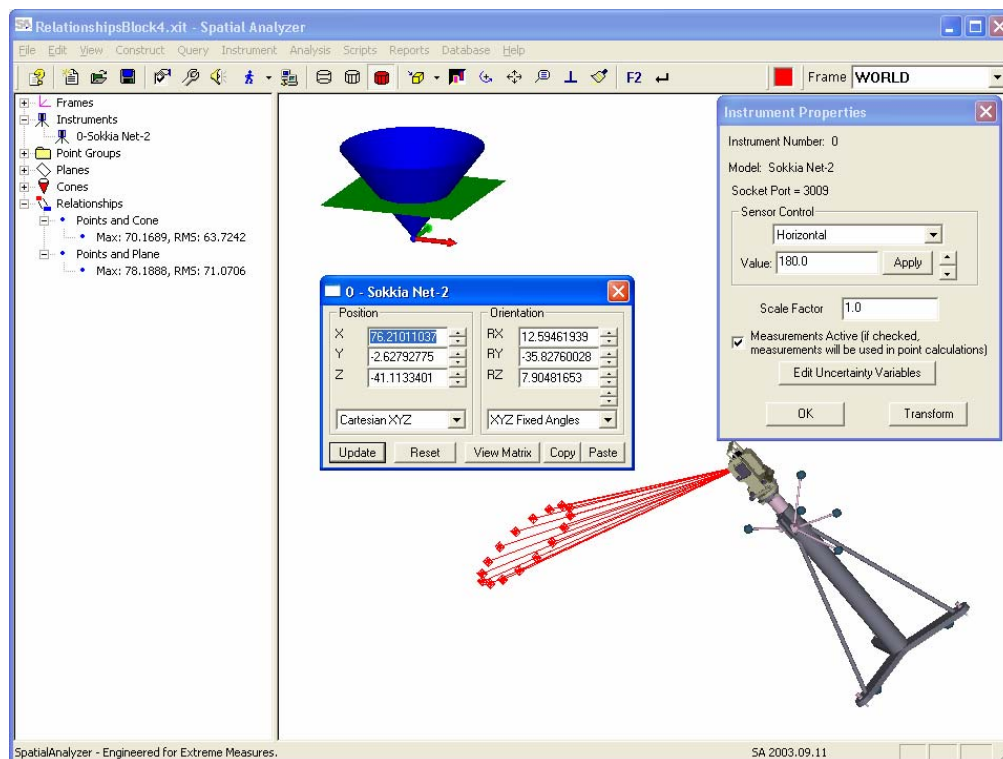 RelationshipsBlock4.xit - Spatial Analyzer
File Edit View Construct Query Instrument Analysis Scripts Reports Database Help
F2 Frame WORLD
Frames
Instruments
0-Sokkia Net-2
Point Groups
Planes
Cones
Relationships
Points and Cone
Max: 70.1689, RMS: 63.7242
Points and Plane
Max: 78.1888, RMS: 71.0706
0 - Sokkia Net-2
Position Orientation
X 76.21011037 RX 12.59461939
Y -2.62792775 RY -35.82760028
Z -41.1133401 RZ 7.90481653
Cartesian XYZ XYZ Fixed Angles
Update Reset View Matrix Copy Paste
Instrument Properties
Instrument Number: 0
Model: Sokkia Net-2
Socket Port = 3009
Sensor Control
Horizontal
Value: 180.0 Apply
Scale Factor 1.0
Measurements Active (if checked,
measurements will be used in point calculations)
Edit Uncertainty Variables
OK Transform
SpatialAnalyzer - Engineered for Extreme Measures. SA 2003.09.11